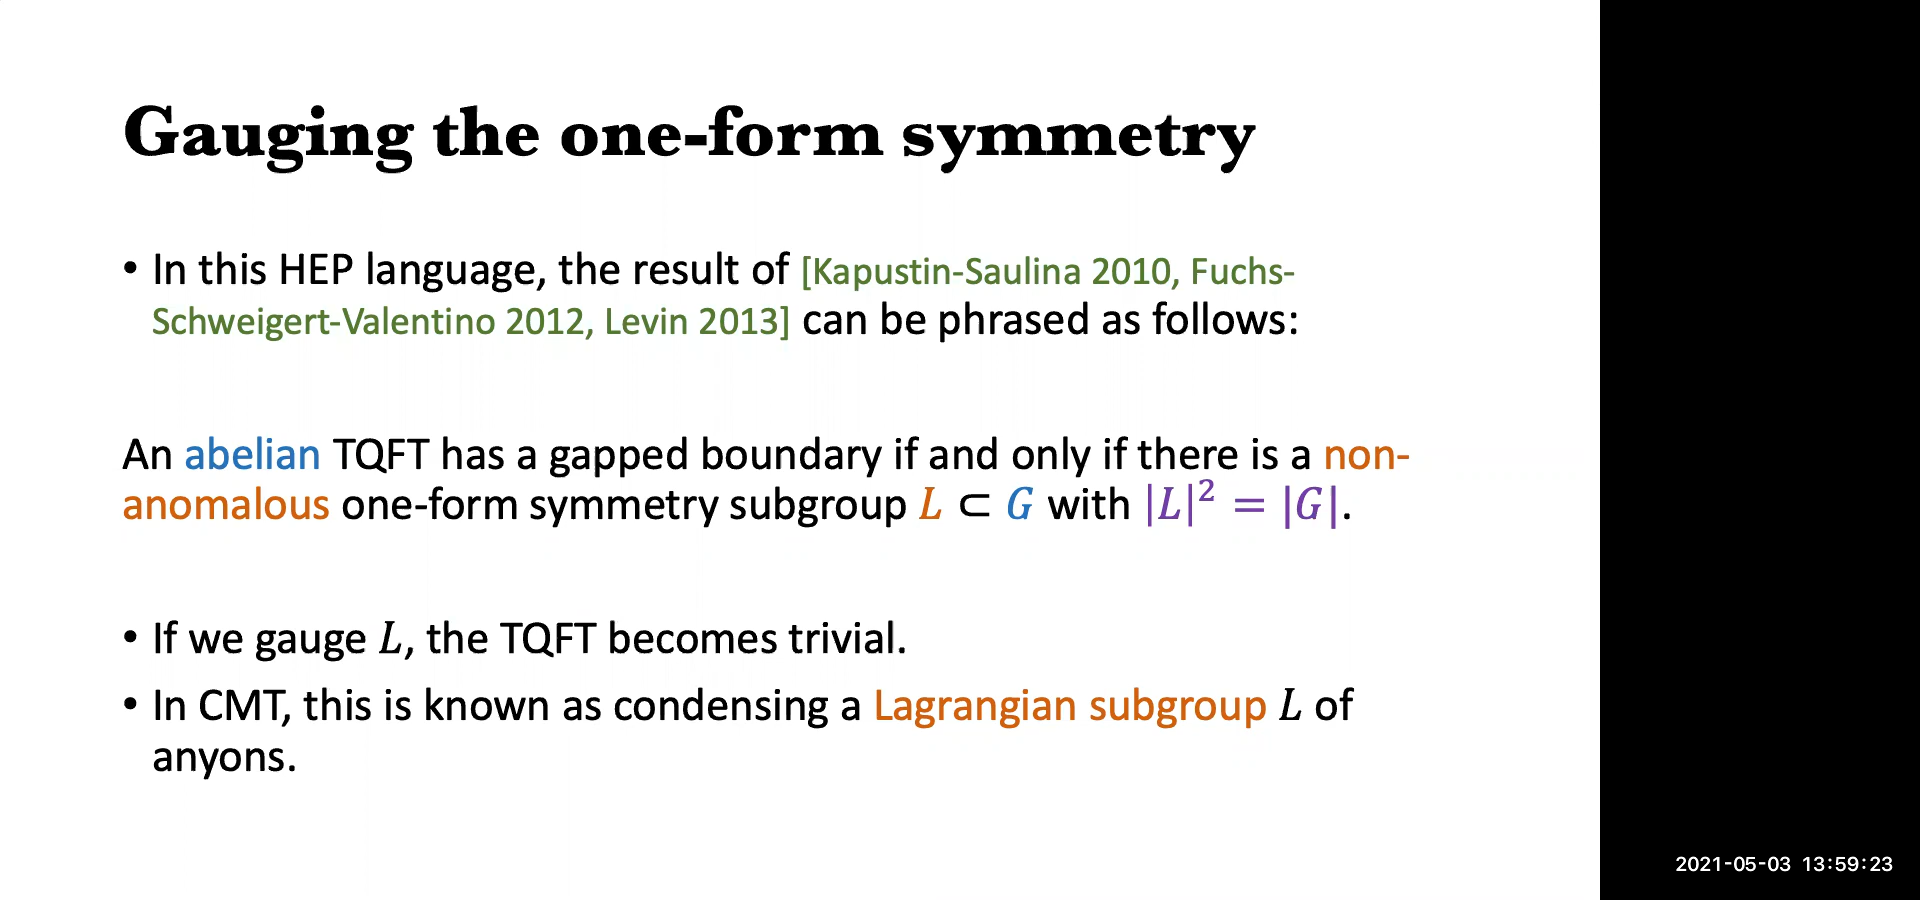 Gauging the one-form symmetry
• In this HEP language, the result of [Kapustin-Saulina 2010, Fuchs-
Schweigert-Valentino 2012, Levin 2013] can be phrased as follows:
An abelian TQFT has a gapped boundary if and only if there is a non-
anomalous one-form symmetry subgroup L ⊂ G with |L|² = |G|.
• If we gauge L, the TQFT becomes trivial.
• In CMT, this is known as condensing a Lagrangian subgroup L of
anyons.
2021-05-03 13:59:23